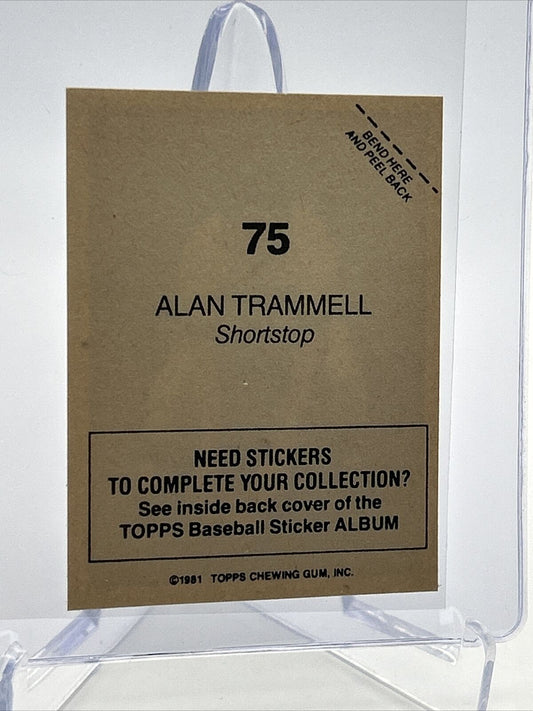 BEND HERE
AND PEEL BACK
75
ALAN TRAMMELL
Shortstop
NEED STICKERS
TO COMPLETE YOUR COLLECTION?
See inside back cover of the
TOPPS Baseball Sticker ALBUM
©1981 TOPPS CHEWING GUM, INC.